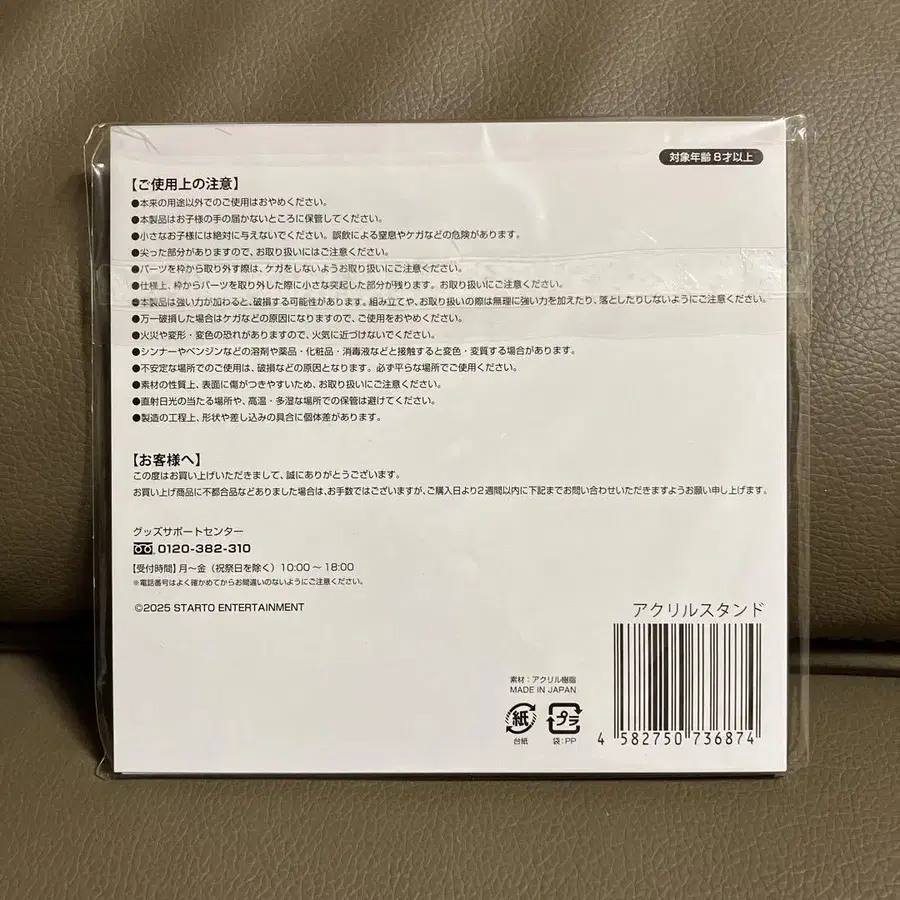 対象年齢8才以上
【ご使用上の注意】
●本来の用途以外でのご使用はおやめください。
●本製品はお子様の手の届かないところに保管してください。
●小さなお子様には絶対に与えないでください。誤飲による窒息やケガなどの危険があります。
●尖った部分がありますので、お取り扱いにはご注意ください。
●パーツを枠から取り外す際は、ケガをしないようお取り扱いにご注意ください。
●仕様上、枠からパーツを取り外した際に小さな突起した部分が残ります。お取り扱いにご注意ください。
●本製品は強い力が加わると、破損する可能性があります。組み立てや、お取り扱いの際は無理に強い力を加えたり、落としたりしないようにご注意ください。
●万一破損した場合はケガなどの原因になりますので、ご使用をおやめください。
●火災や変形・変色の恐れがありますので、火気に近づけないでください。
●シンナーやベンジンなどの溶剤や薬品・化粧品・消毒液などと接触すると変色・変質する場合があります。
●不安定な場所でのご使用は、破損などの原因となります。必ず平らな場所でご使用ください。
●素材の性質上、表面に傷がつきやすいため、お取り扱いにご注意ください。
●直射日光の当たる場所や、高温・多湿な場所での保管は避けてください。
●製造の工程上、形状や差し込みの具合に個体差があります。
【お客様へ】
この度はお買い上げいただきまして、誠にありがとうございます。
お買い上げ商品に不都合品などありました場合は、お手数ではございますが、ご購入日より2週間以内に下記までお問い合わせいただきますようお願い申し上げます。
グッズサポートセンター
0120-382-310
【受付時間】月〜金（祝祭日を除く）10:00〜18:00
※電話番号はよく確かめてからお間違いのないようにご注意ください。
©2025 STARTO ENTERTAINMENT
アクリルスタンド
素材：アクリル樹脂
MADE IN JAPAN
紙 プラ
台紙 袋：PP
4 582750 736874